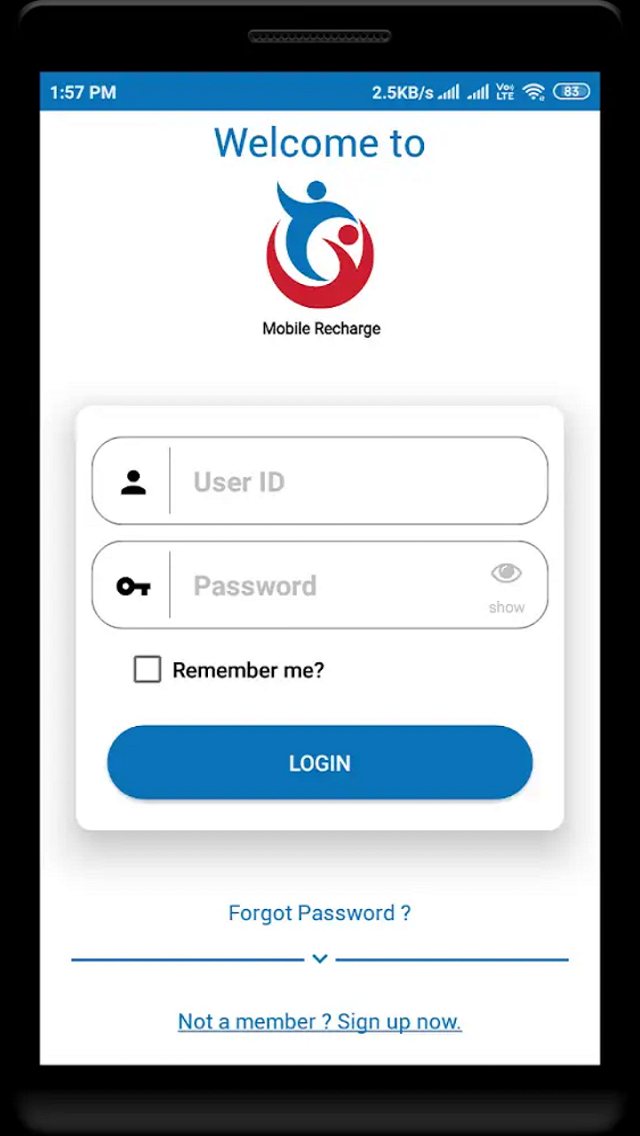 1:57 PM 2.5KB/s Vo) LTE 83
Welcome to
Mobile Recharge
User ID
Password
show
Remember me?
LOGIN
Forgot Password ?
Not a member ? Sign up now.